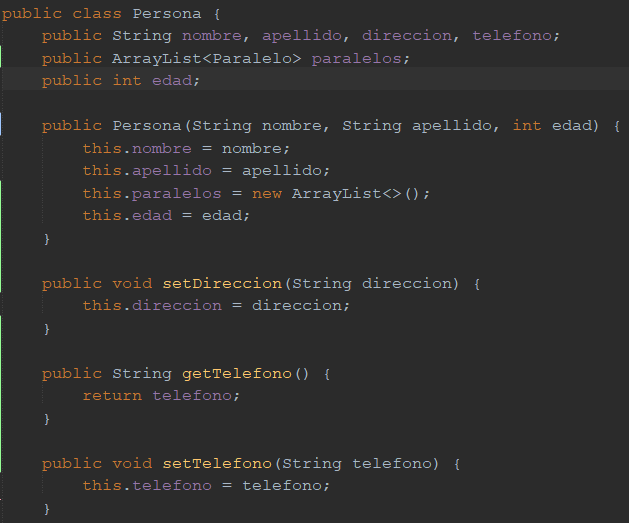 public class Persona {
    public String nombre, apellido, direccion, telefono;
    public ArrayList<Paralelo> paralelos;
    public int edad;

    public Persona(String nombre, String apellido, int edad) {
        this.nombre = nombre;
        this.apellido = apellido;
        this.paralelos = new ArrayList<>();
        this.edad = edad;
    }

    public void setDireccion(String direccion) {
        this.direccion = direccion;
    }

    public String getTelefono() {
        return telefono;
    }

    public void setTelefono(String telefono) {
        this.telefono = telefono;
    }